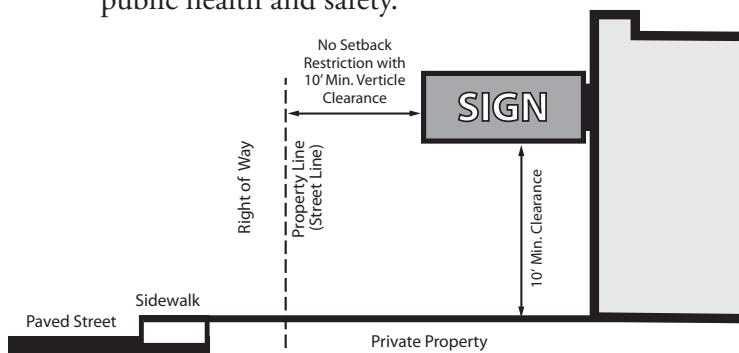 public health and safety.
No Setback
Restriction with
10' Min. Verticle
Clearance
SIGN
Right of Way
Property Line
(Street Line)
10' Min. Clearance
Sidewalk
Paved Street
Private Property